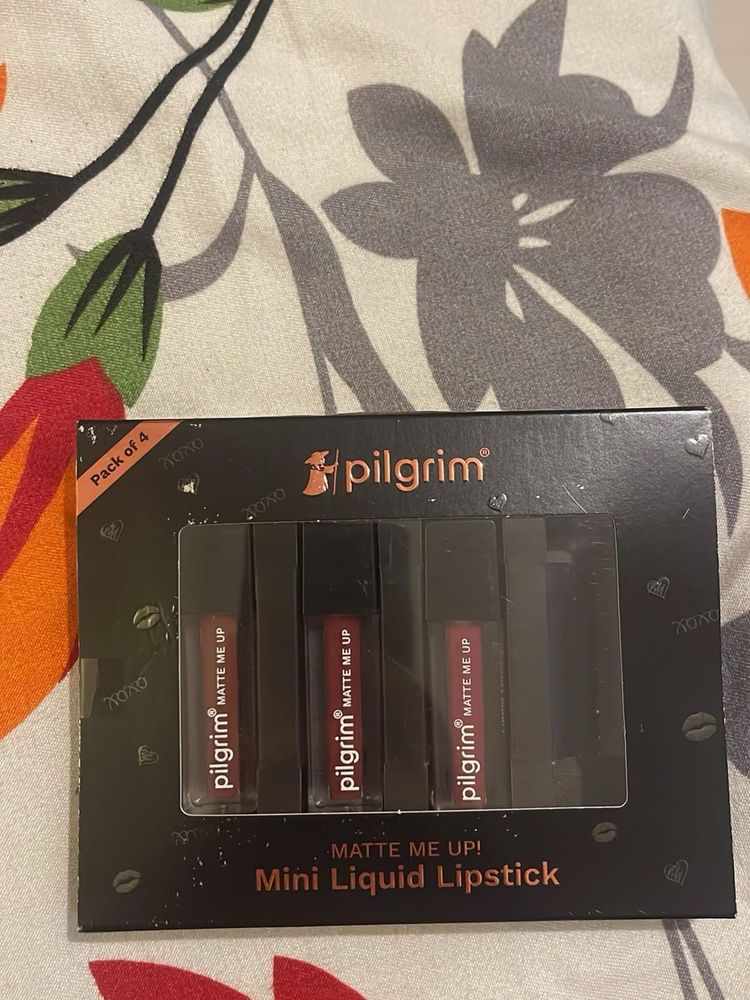 Pack of 4
xoxo
xoxo
pilgrim®
xoxo
xoxo
pilgrim® MATTE ME UP
pilgrim® MATTE ME UP
pilgrim® MATTE ME UP
MATTE ME UP!
Mini Liquid Lipstick